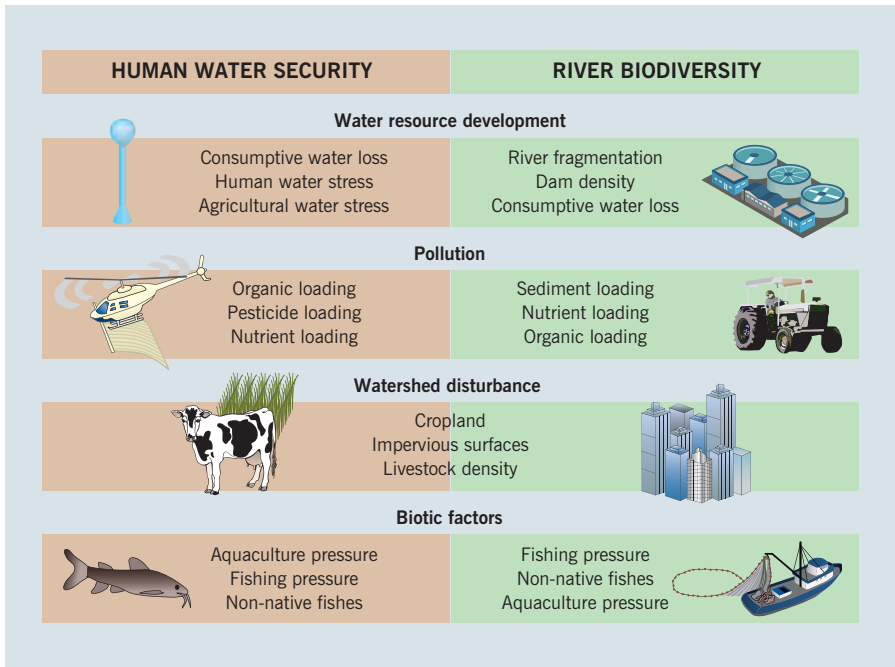 HUMAN WATER SECURITY
RIVER BIODIVERSITY
Water resource development
Consumptive water loss
Human water stress
Agricultural water stress
River fragmentation
Dam density
Consumptive water loss
Pollution
Organic loading
Pesticide loading
Nutrient loading
Sediment loading
Nutrient loading
Organic loading
Watershed disturbance
Cropland
Impervious surfaces
Livestock density
Biotic factors
Aquaculture pressure
Fishing pressure
Non-native fishes
Fishing pressure
Non-native fishes
Aquaculture pressure